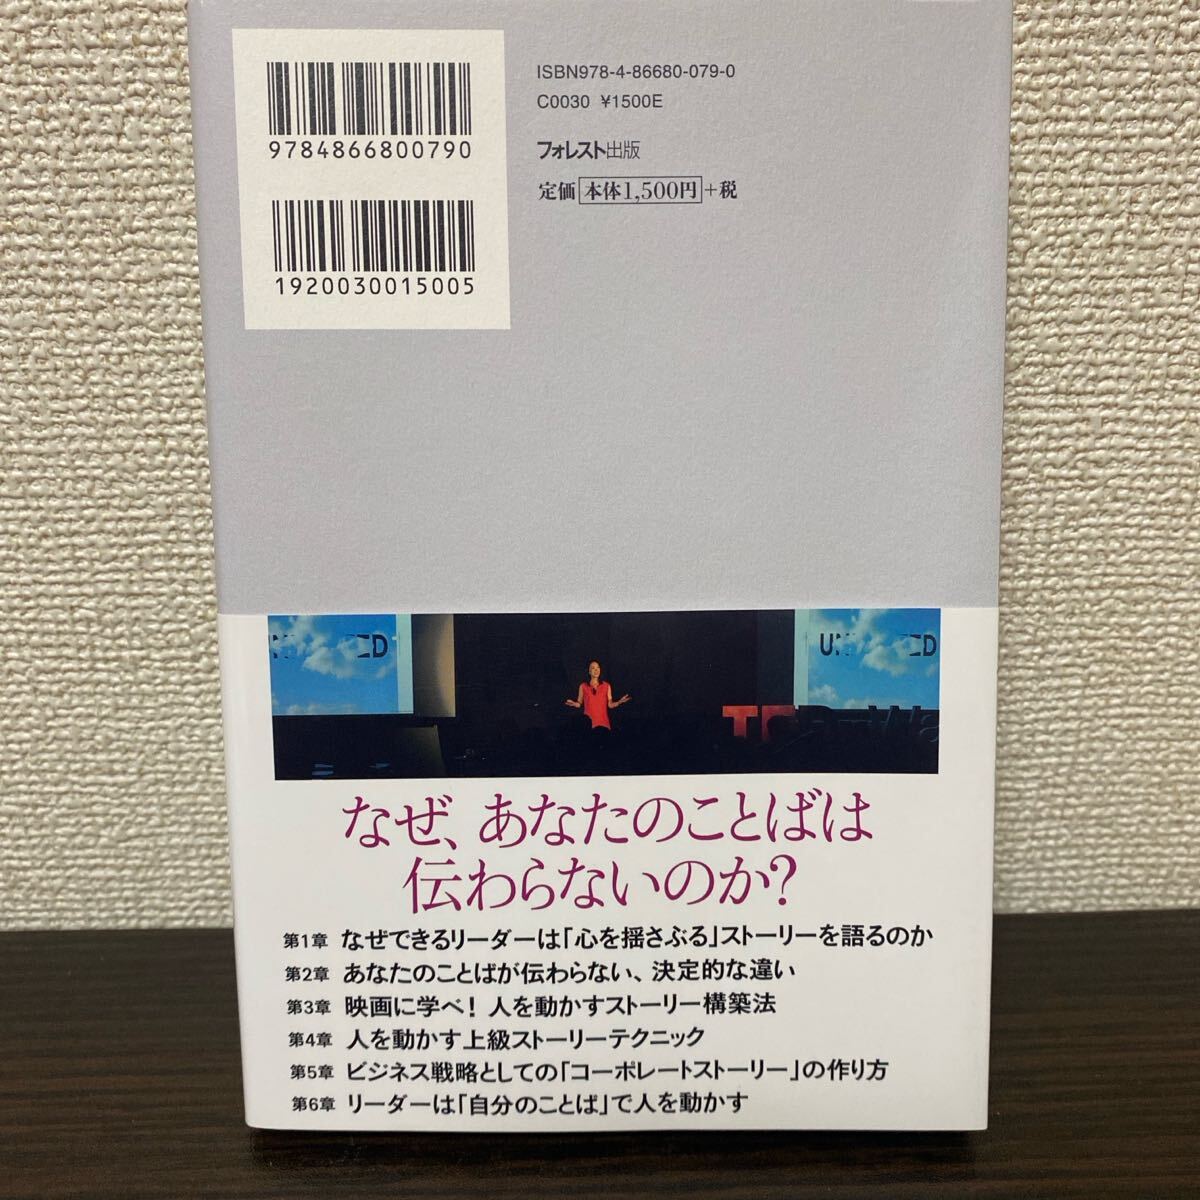 ISBN978-4-86680-079-0
C0030 ¥1500E
9784866800790
フォレスト出版
定価 本体1,500円 +税
1920030015005
なぜ、あなたのことばは
伝わらないのか?
第1章 なぜできるリーダーは「心を揺さぶる」ストーリーを語るのか
第2章 あなたのことばが伝わらない、決定的な違い
第3章 映画に学べ! 人を動かすストーリー構築法
第4章 人を動かす上級ストーリーテクニック
第5章 ビジネス戦略としての「コーポレートストーリー」の作り方
第6章 リーダーは「自分のことば」で人を動かす